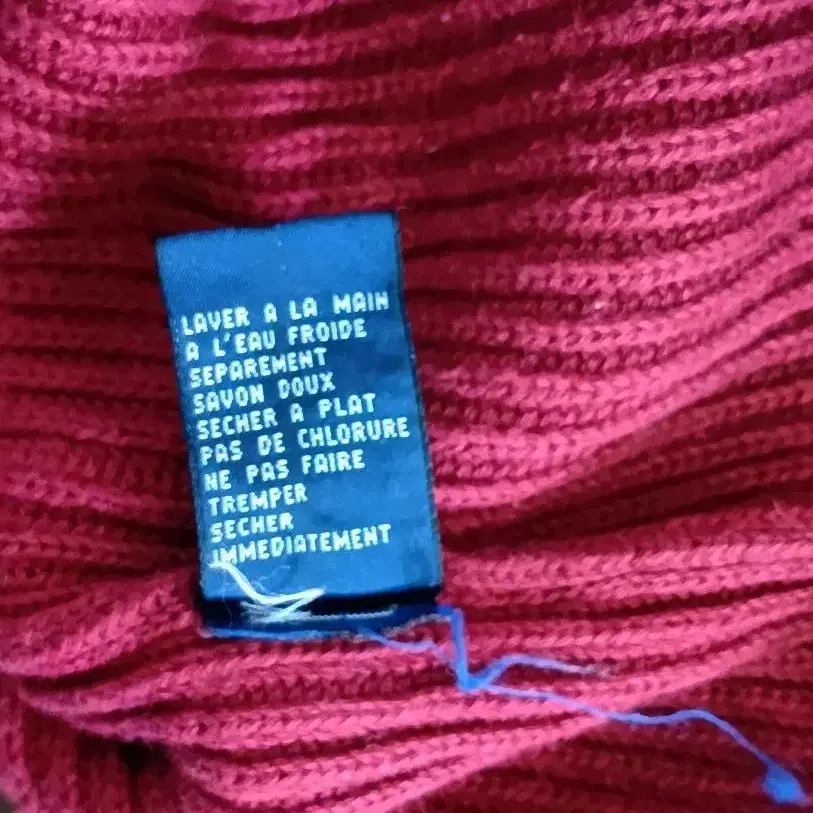 LAVER A LA MAIN
A L'EAU FROIDE
SEPAREMENT
SAVON DOUX
SECHER A PLAT
PAS DE CHLORURE
NE PAS FAIRE
TREMPER
SECHER
IMMEDIATEMENT